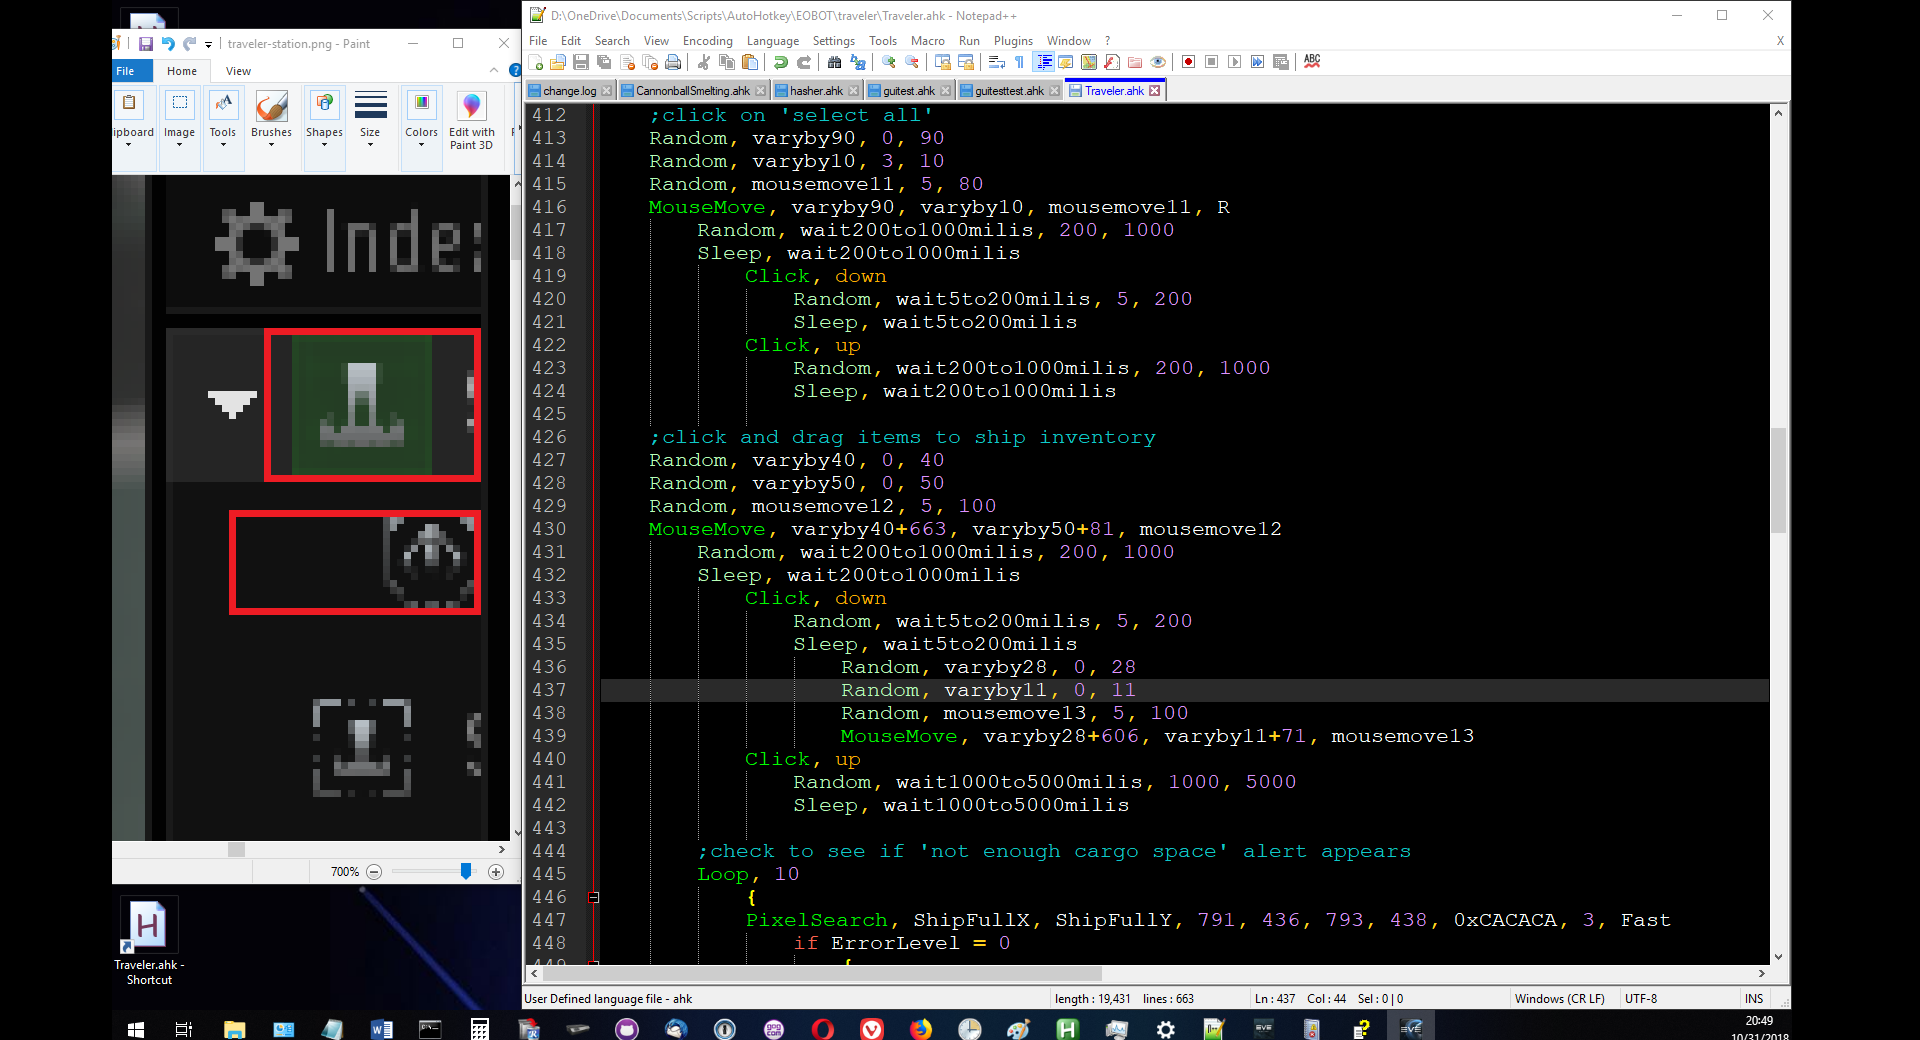 D:\OneDrive\Documents\Scripts\AutoHotkey\EOBOT\traveler\Traveler.ahk - Notepad++
File Edit Search View Encoding Language Settings Tools Macro Run Plugins Window ? X
change.log CannonballSmelting.ahk hasher.ahk guitest.ahk guitesttest.ahk Traveler.ahk
traveler-station.png - Paint
File Home View
Image Tools Brushes Shapes Size Colors Edit with Paint 3D
412 ;click on 'select all'
413 Random, varyby90, 0, 90
414 Random, varyby10, 3, 10
415 Random, mousemove11, 5, 80
416 MouseMove, varyby90, varyby10, mousemove11, R
417 Random, wait200to1000milis, 200, 1000
418 Sleep, wait200to1000milis
419 Click, down
420 Random, wait5to200milis, 5, 200
421 Sleep, wait5to200milis
422 Click, up
423 Random, wait200to1000milis, 200, 1000
424 Sleep, wait200to1000milis
425
426 ;click and drag items to ship inventory
427 Random, varyby40, 0, 40
428 Random, varyby50, 0, 50
429 Random, mousemove12, 5, 100
430 MouseMove, varyby40+663, varyby50+81, mousemove12
431 Random, wait200to1000milis, 200, 1000
432 Sleep, wait200to1000milis
433 Click, down
434 Random, wait5to200milis, 5, 200
435 Sleep, wait5to200milis
436 Random, varyby28, 0, 28
437 Random, varyby11, 0, 11
438 Random, mousemove13, 5, 100
439 MouseMove, varyby28+606, varyby11+71, mousemove13
440 Click, up
441 Random, wait1000to5000milis, 1000, 5000
442 Sleep, wait1000to5000milis
443
444 ;check to see if 'not enough cargo space' alert appears
445 Loop, 10
446 {
447 PixelSearch, ShipFullX, ShipFullY, 791, 436, 793, 438, 0xCACACA, 3, Fast
448 if ErrorLevel = 0
700%
Traveler.ahk -
Shortcut
User Defined language file - ahk length : 19,431 lines : 663 Ln : 437 Col : 44 Sel : 0 | 0 Windows (CR LF) UTF-8 INS
20:49
10/31/2018